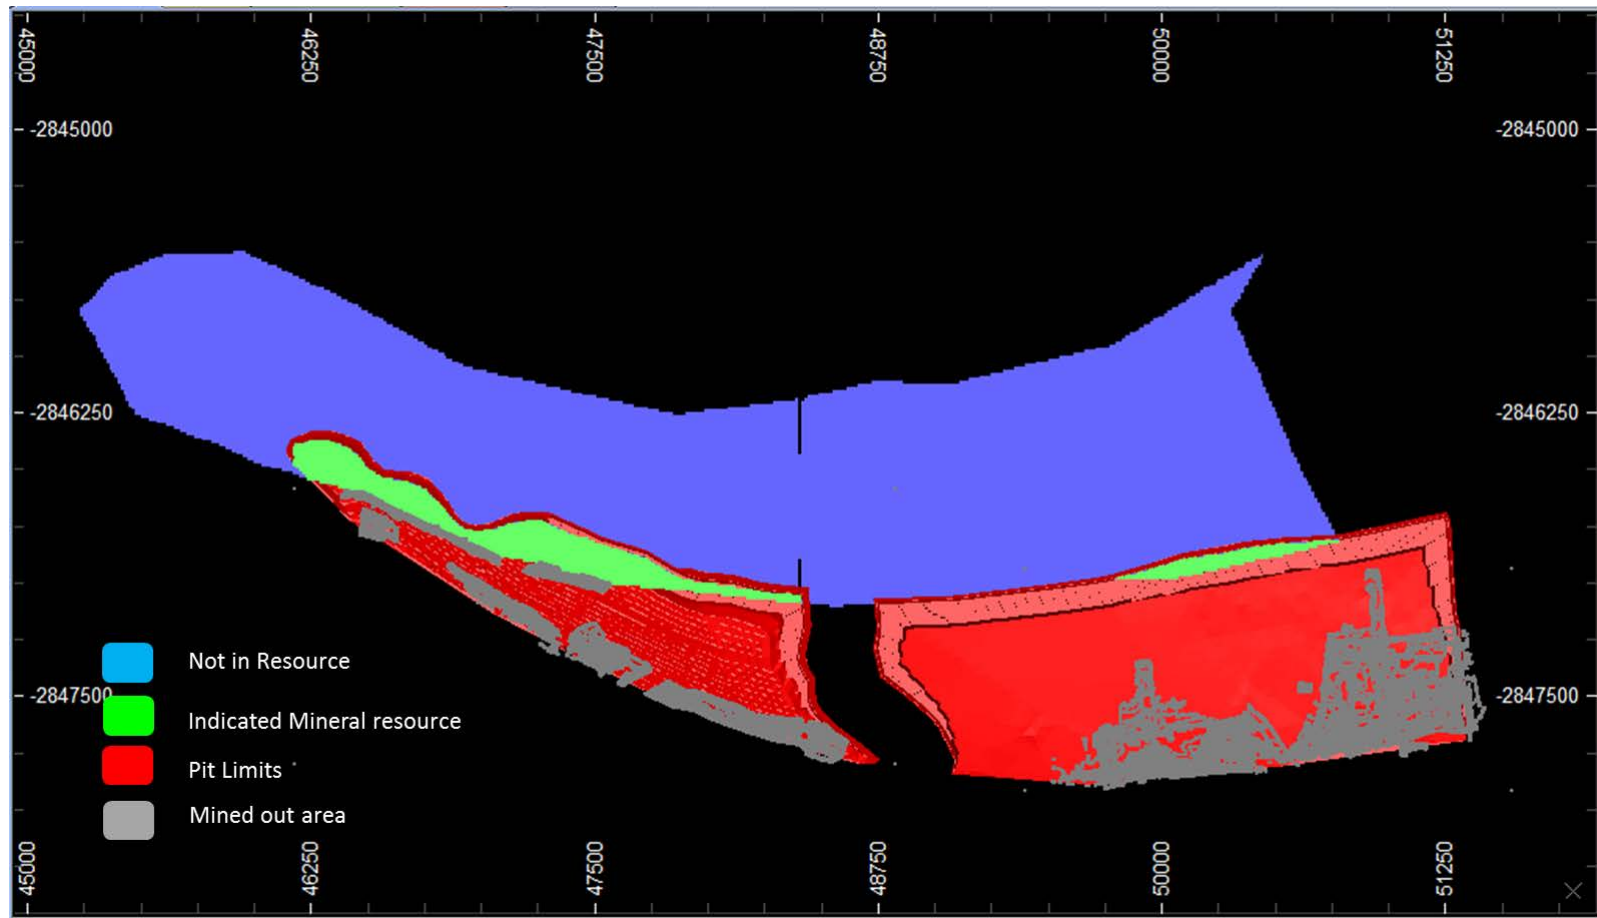 45000 46250 47500 48750 50000 51250
-2845000 -2845000
-2846250 -2846250
Not in Resource
-2847500 -2847500
Indicated Mineral resource
Pit Limits
Mined out area
45000 46250 47500 48750 50000 51250